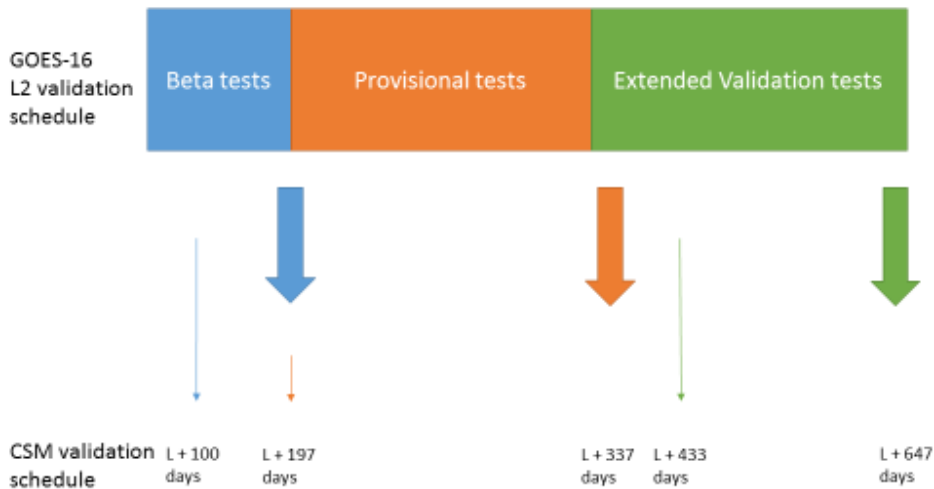 GOES-16
L2 validation
schedule
Beta tests
Provisional tests
Extended Validation tests
CSM validation
schedule
L + 100
days
L + 197
days
L + 337
days
L + 433
days
L + 647
days